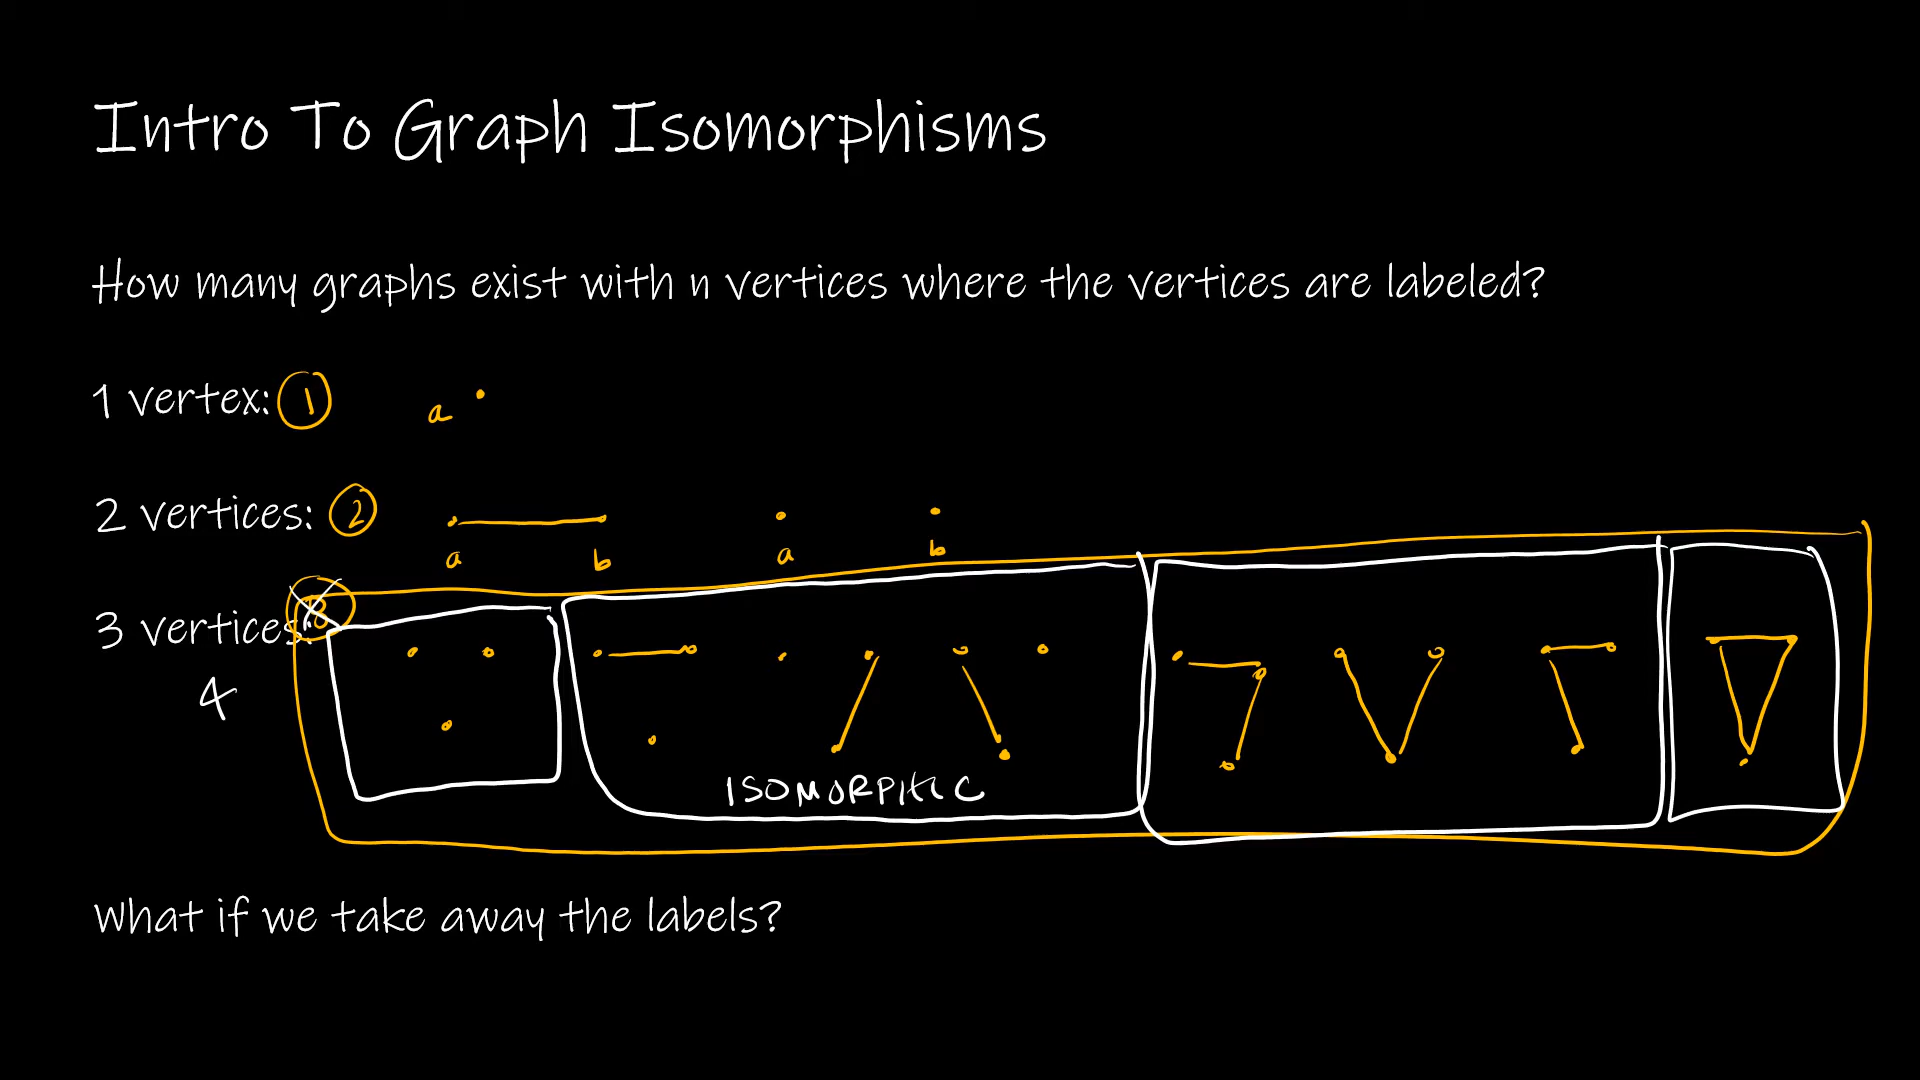 Intro To Graph Isomorphisms
How many graphs exist with n vertices where the vertices are labeled?
1 vertex: 1 a
2 vertices: 2
a b a b
3 vertices: 8
4
ISOMORPHIC
What if we take away the labels?